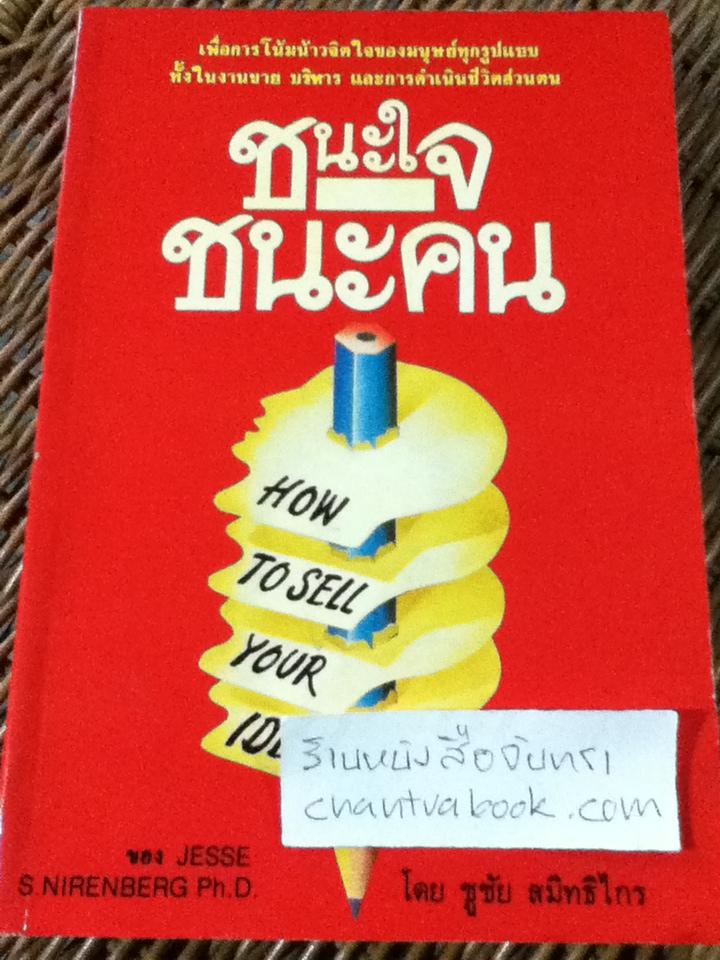 เพื่อการโน้มน้าวจิตใจของมนุษย์ทุกรูปแบบ
ทั้งในงานขาย บริหาร และการดำเนินชีวิตส่วนตน
ชนะใจ
ชนะคน
HOW
TO SELL
YOUR
ร้านหนังสือจันทรา
chantrabook.com
ของ JESSE
S.NIRENBERG Ph.D.
โดย ชูชัย สมิทธิไกร